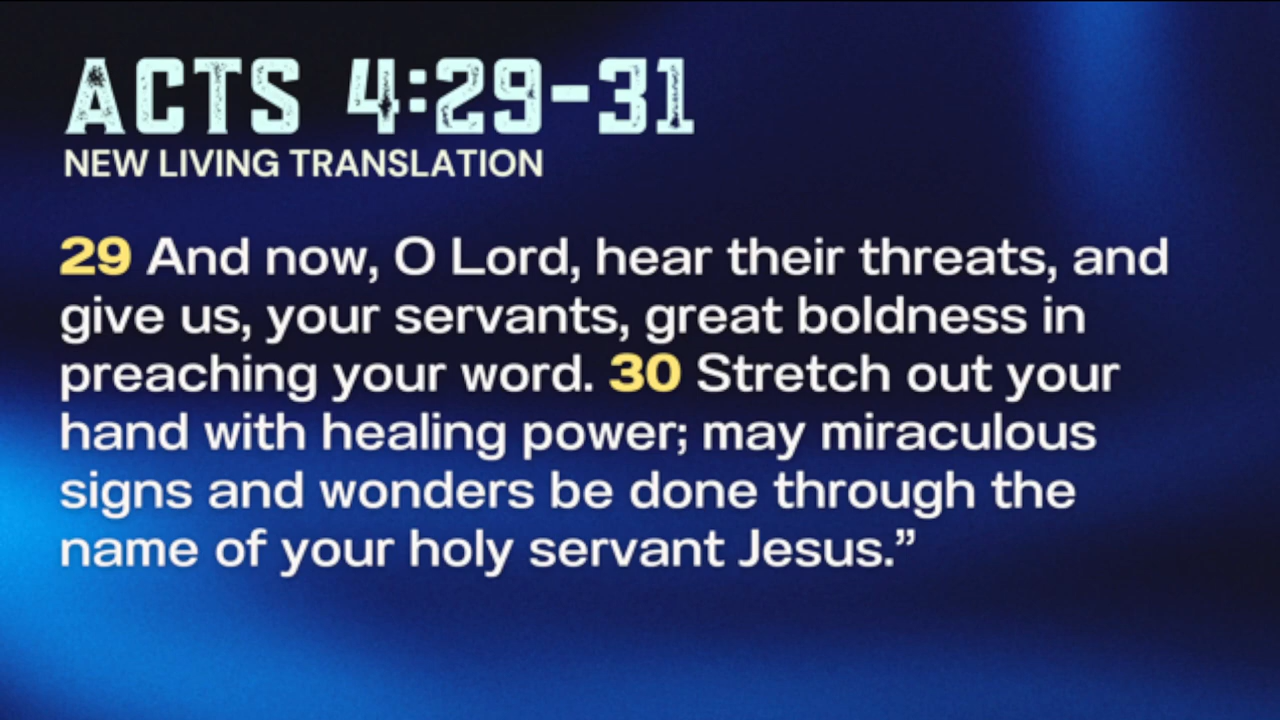 ACTS 4:29-31
NEW LIVING TRANSLATION
29 And now, O Lord, hear their threats, and
give us, your servants, great boldness in
preaching your word. 30 Stretch out your
hand with healing power; may miraculous
signs and wonders be done through the
name of your holy servant Jesus.”